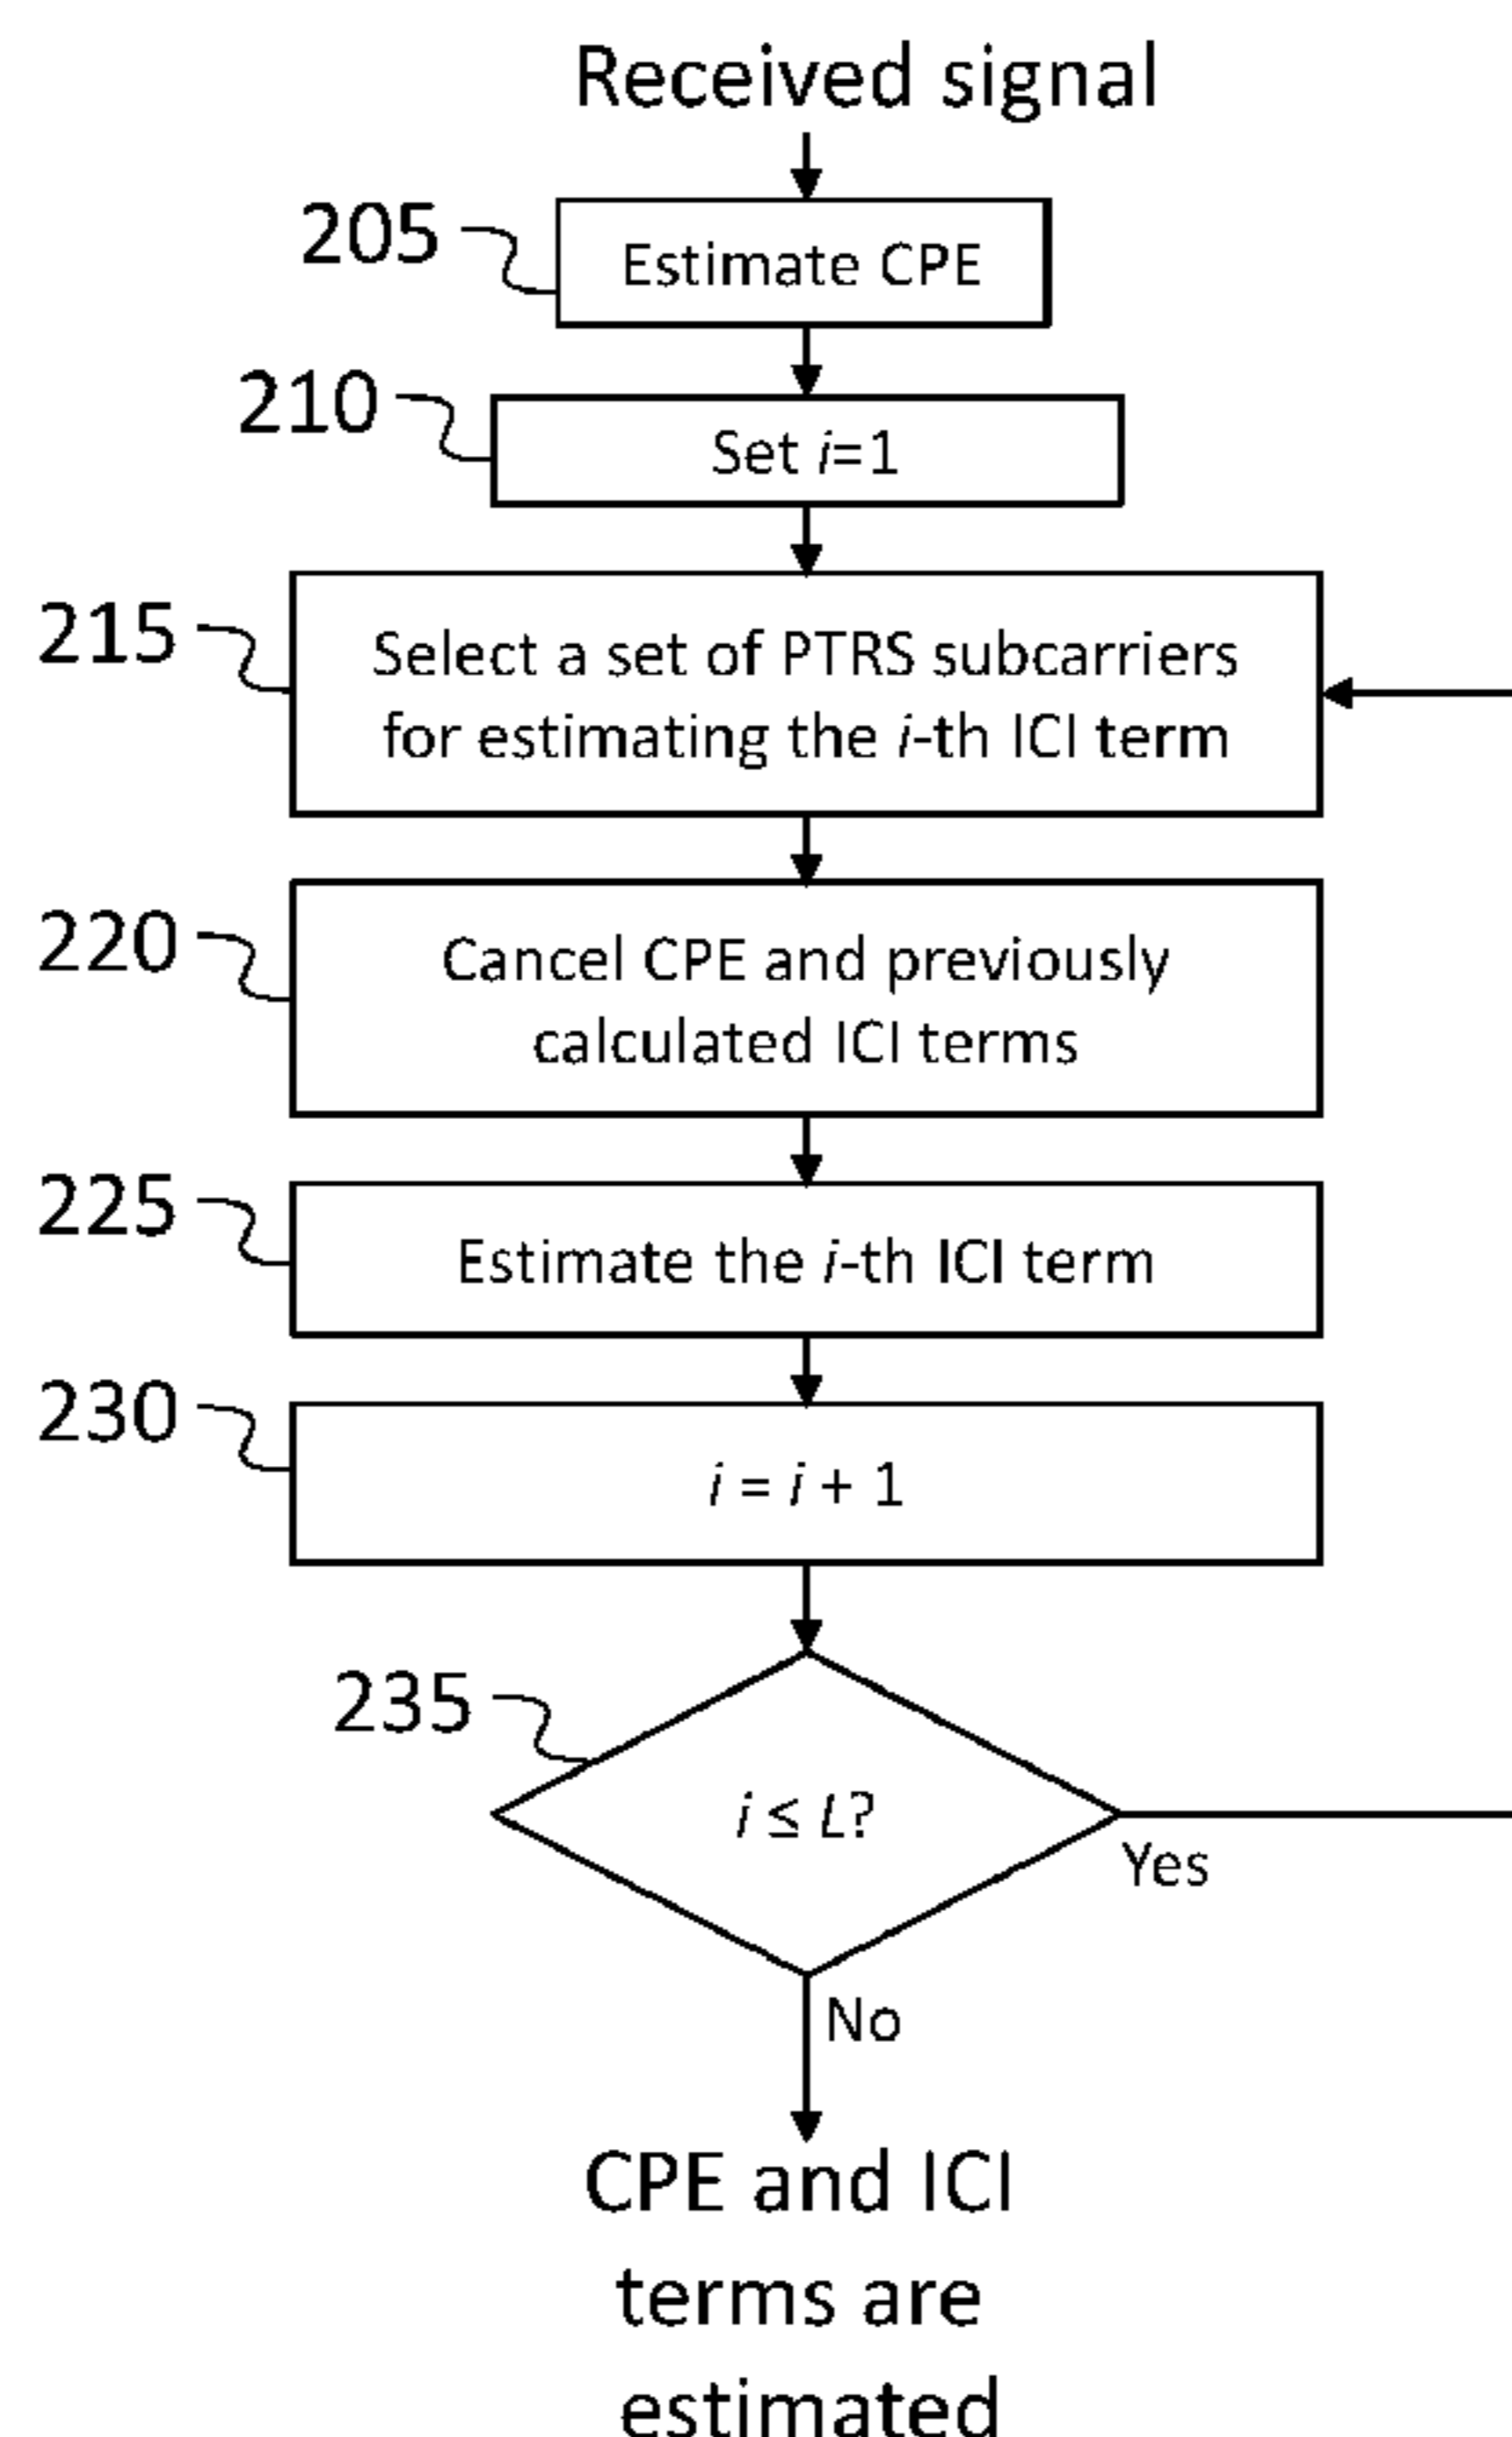 Received signal
205
Estimate CPE
210
Set i=1
215
Select a set of PTRS subcarriers
for estimating the i-th ICI term
220
Cancel CPE and previously
calculated ICI terms
225
Estimate the i-th ICI term
230
i = i + 1
235
i ≤ L?
Yes
No
CPE and ICI
terms are
estimated